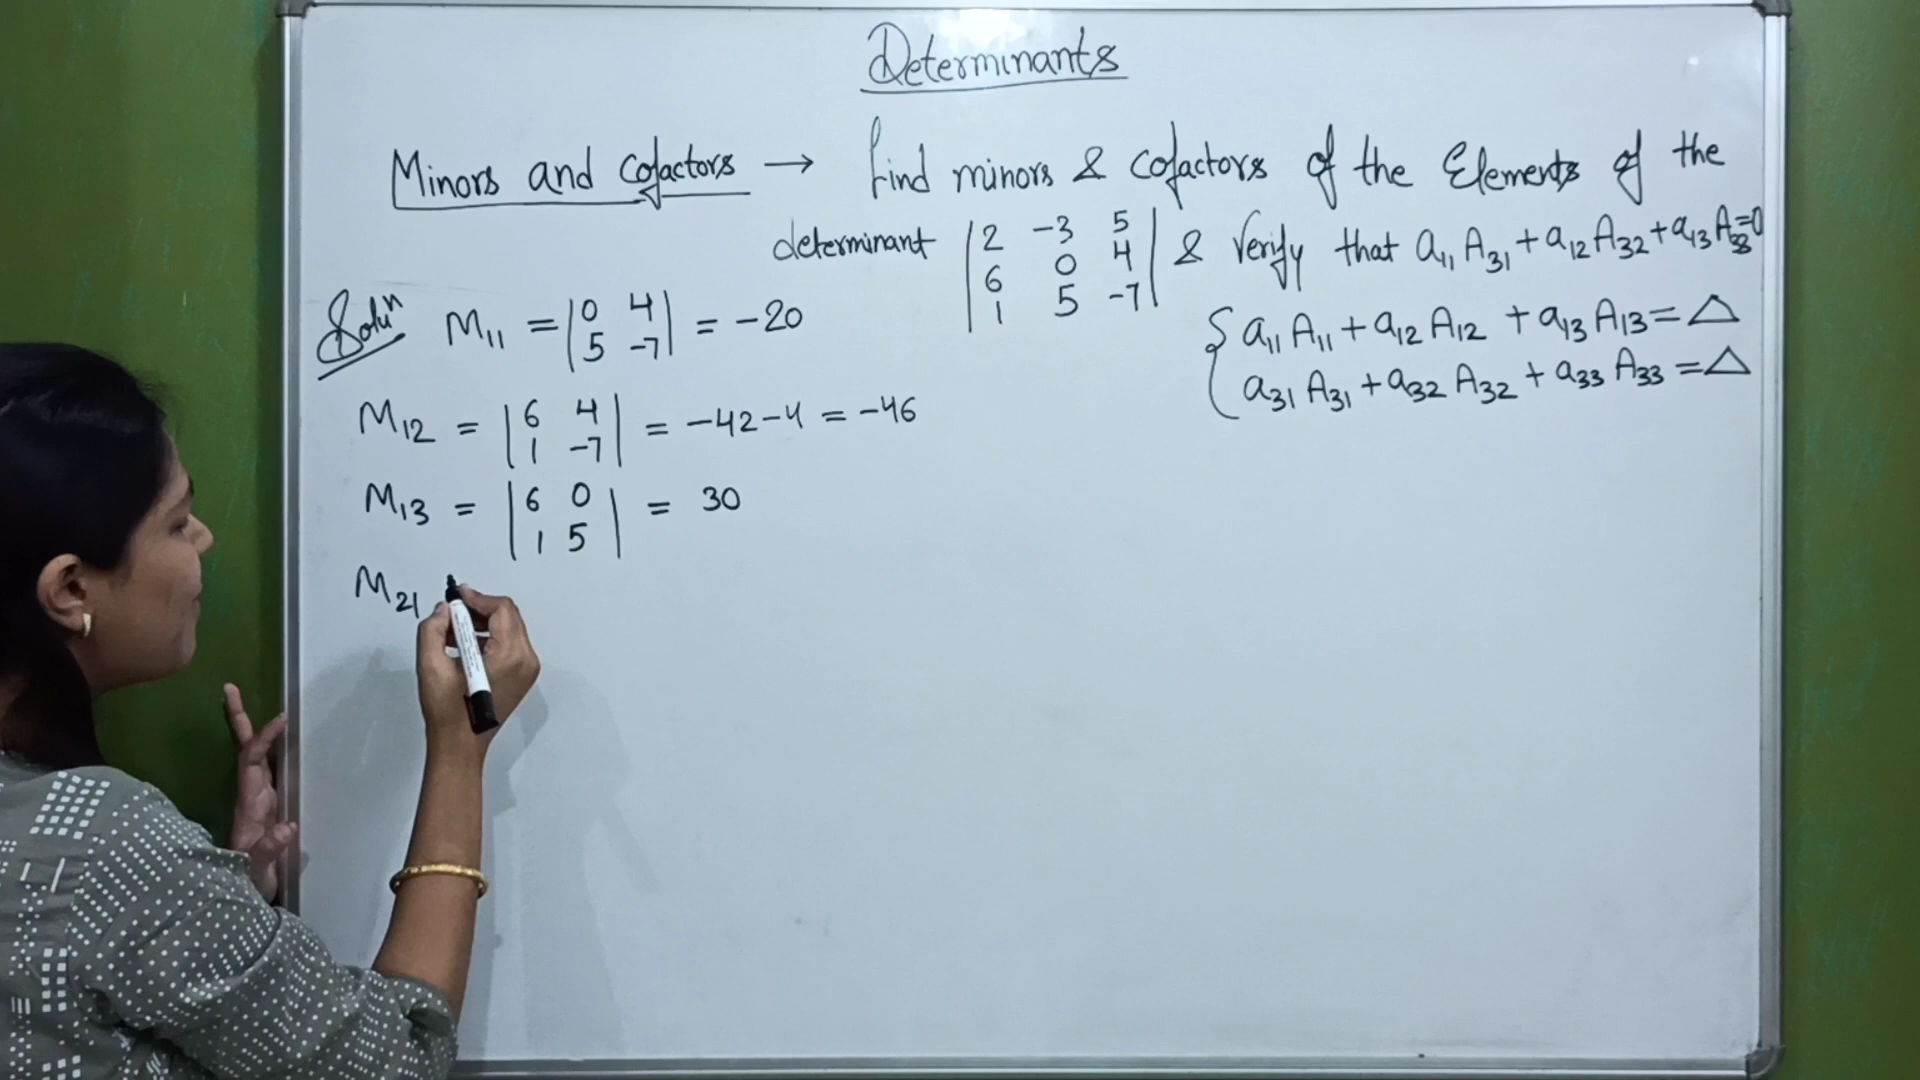 Determinants
Minors and Cofactors → find minors & Cofactors of the Elements of the
determinant |2 -3 5| & Verify that a11 A31 + a12 A32 + a13 A33 = 0
|6 0 4|
|1 5 -7|
Soluⁿ M11 = |0 4| = -20
|5 -7|
{ a11 A11 + a12 A12 + a13 A13 = △
a31 A31 + a32 A32 + a33 A33 = △
M12 = |6 4| = -42-4 = -46
|1 -7|
M13 = |6 0| = 30
|1 5|
M21